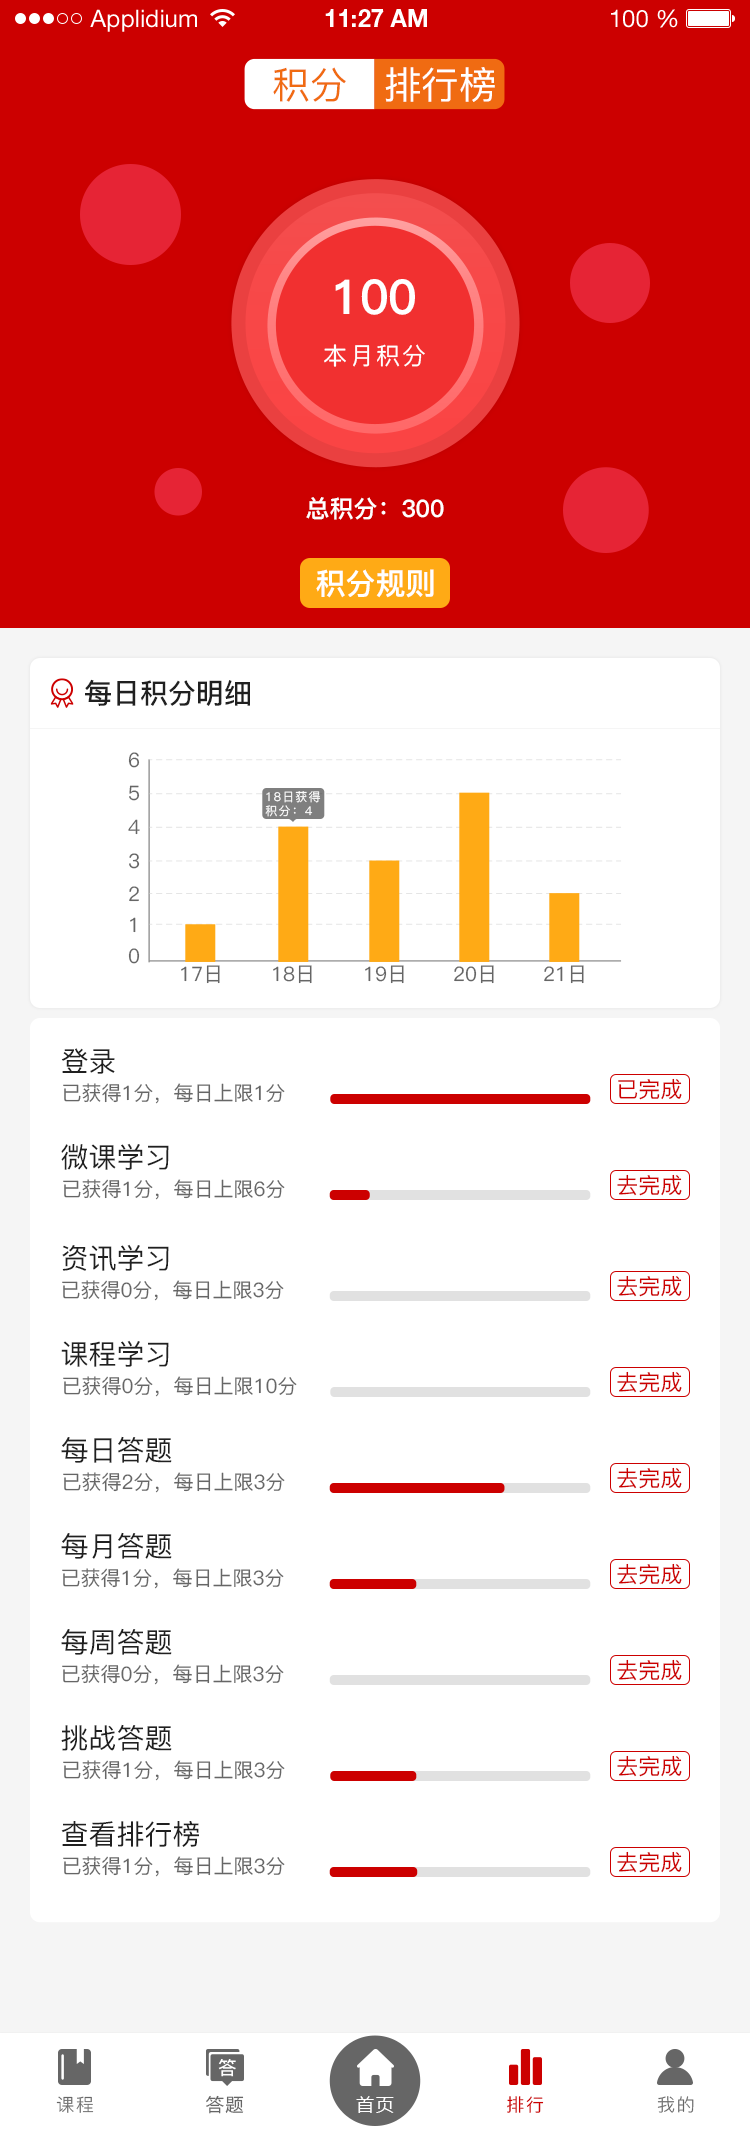 Applidium 11:27 AM 100 %
积分 排行榜
100
本月积分
总积分：300
积分规则
每日积分明细
6
5
4
3
2
1
0
18日获得
积分：4
17日 18日 19日 20日 21日
登录
已获得1分，每日上限1分
已完成
微课学习
已获得1分，每日上限6分
去完成
资讯学习
已获得0分，每日上限3分
去完成
课程学习
已获得0分，每日上限10分
去完成
每日答题
已获得2分，每日上限3分
去完成
每月答题
已获得1分，每日上限3分
去完成
每周答题
已获得0分，每日上限3分
去完成
挑战答题
已获得1分，每日上限3分
去完成
查看排行榜
已获得1分，每日上限3分
去完成
答
课程 答题 首页 排行 我的